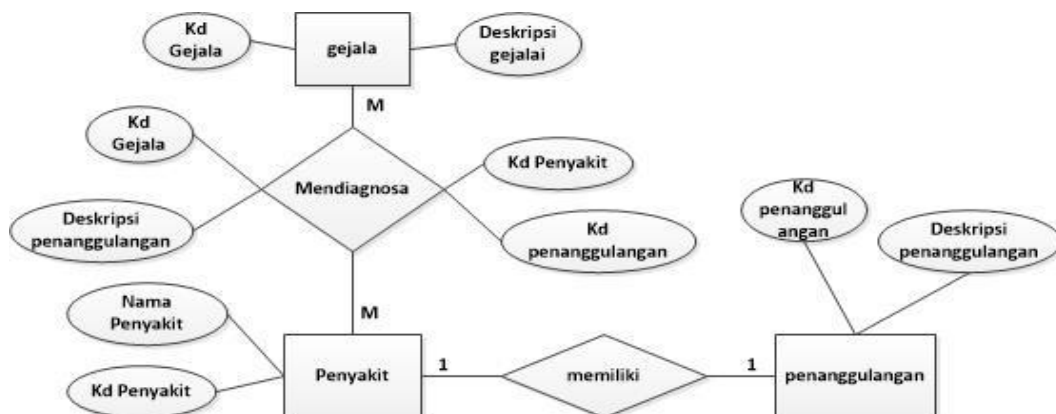 Kd
Gejala
gejala
Deskripsi
gejalai
M
Kd
Gejala
Mendiagnosa
Kd Penyakit
Deskripsi
penanggulangan
Kd
penanggulangan
Kd
penanggul
angan
Deskripsi
penanggulangan
Nama
Penyakit
M
Kd Penyakit
Penyakit
1
memiliki
1
penanggulangan